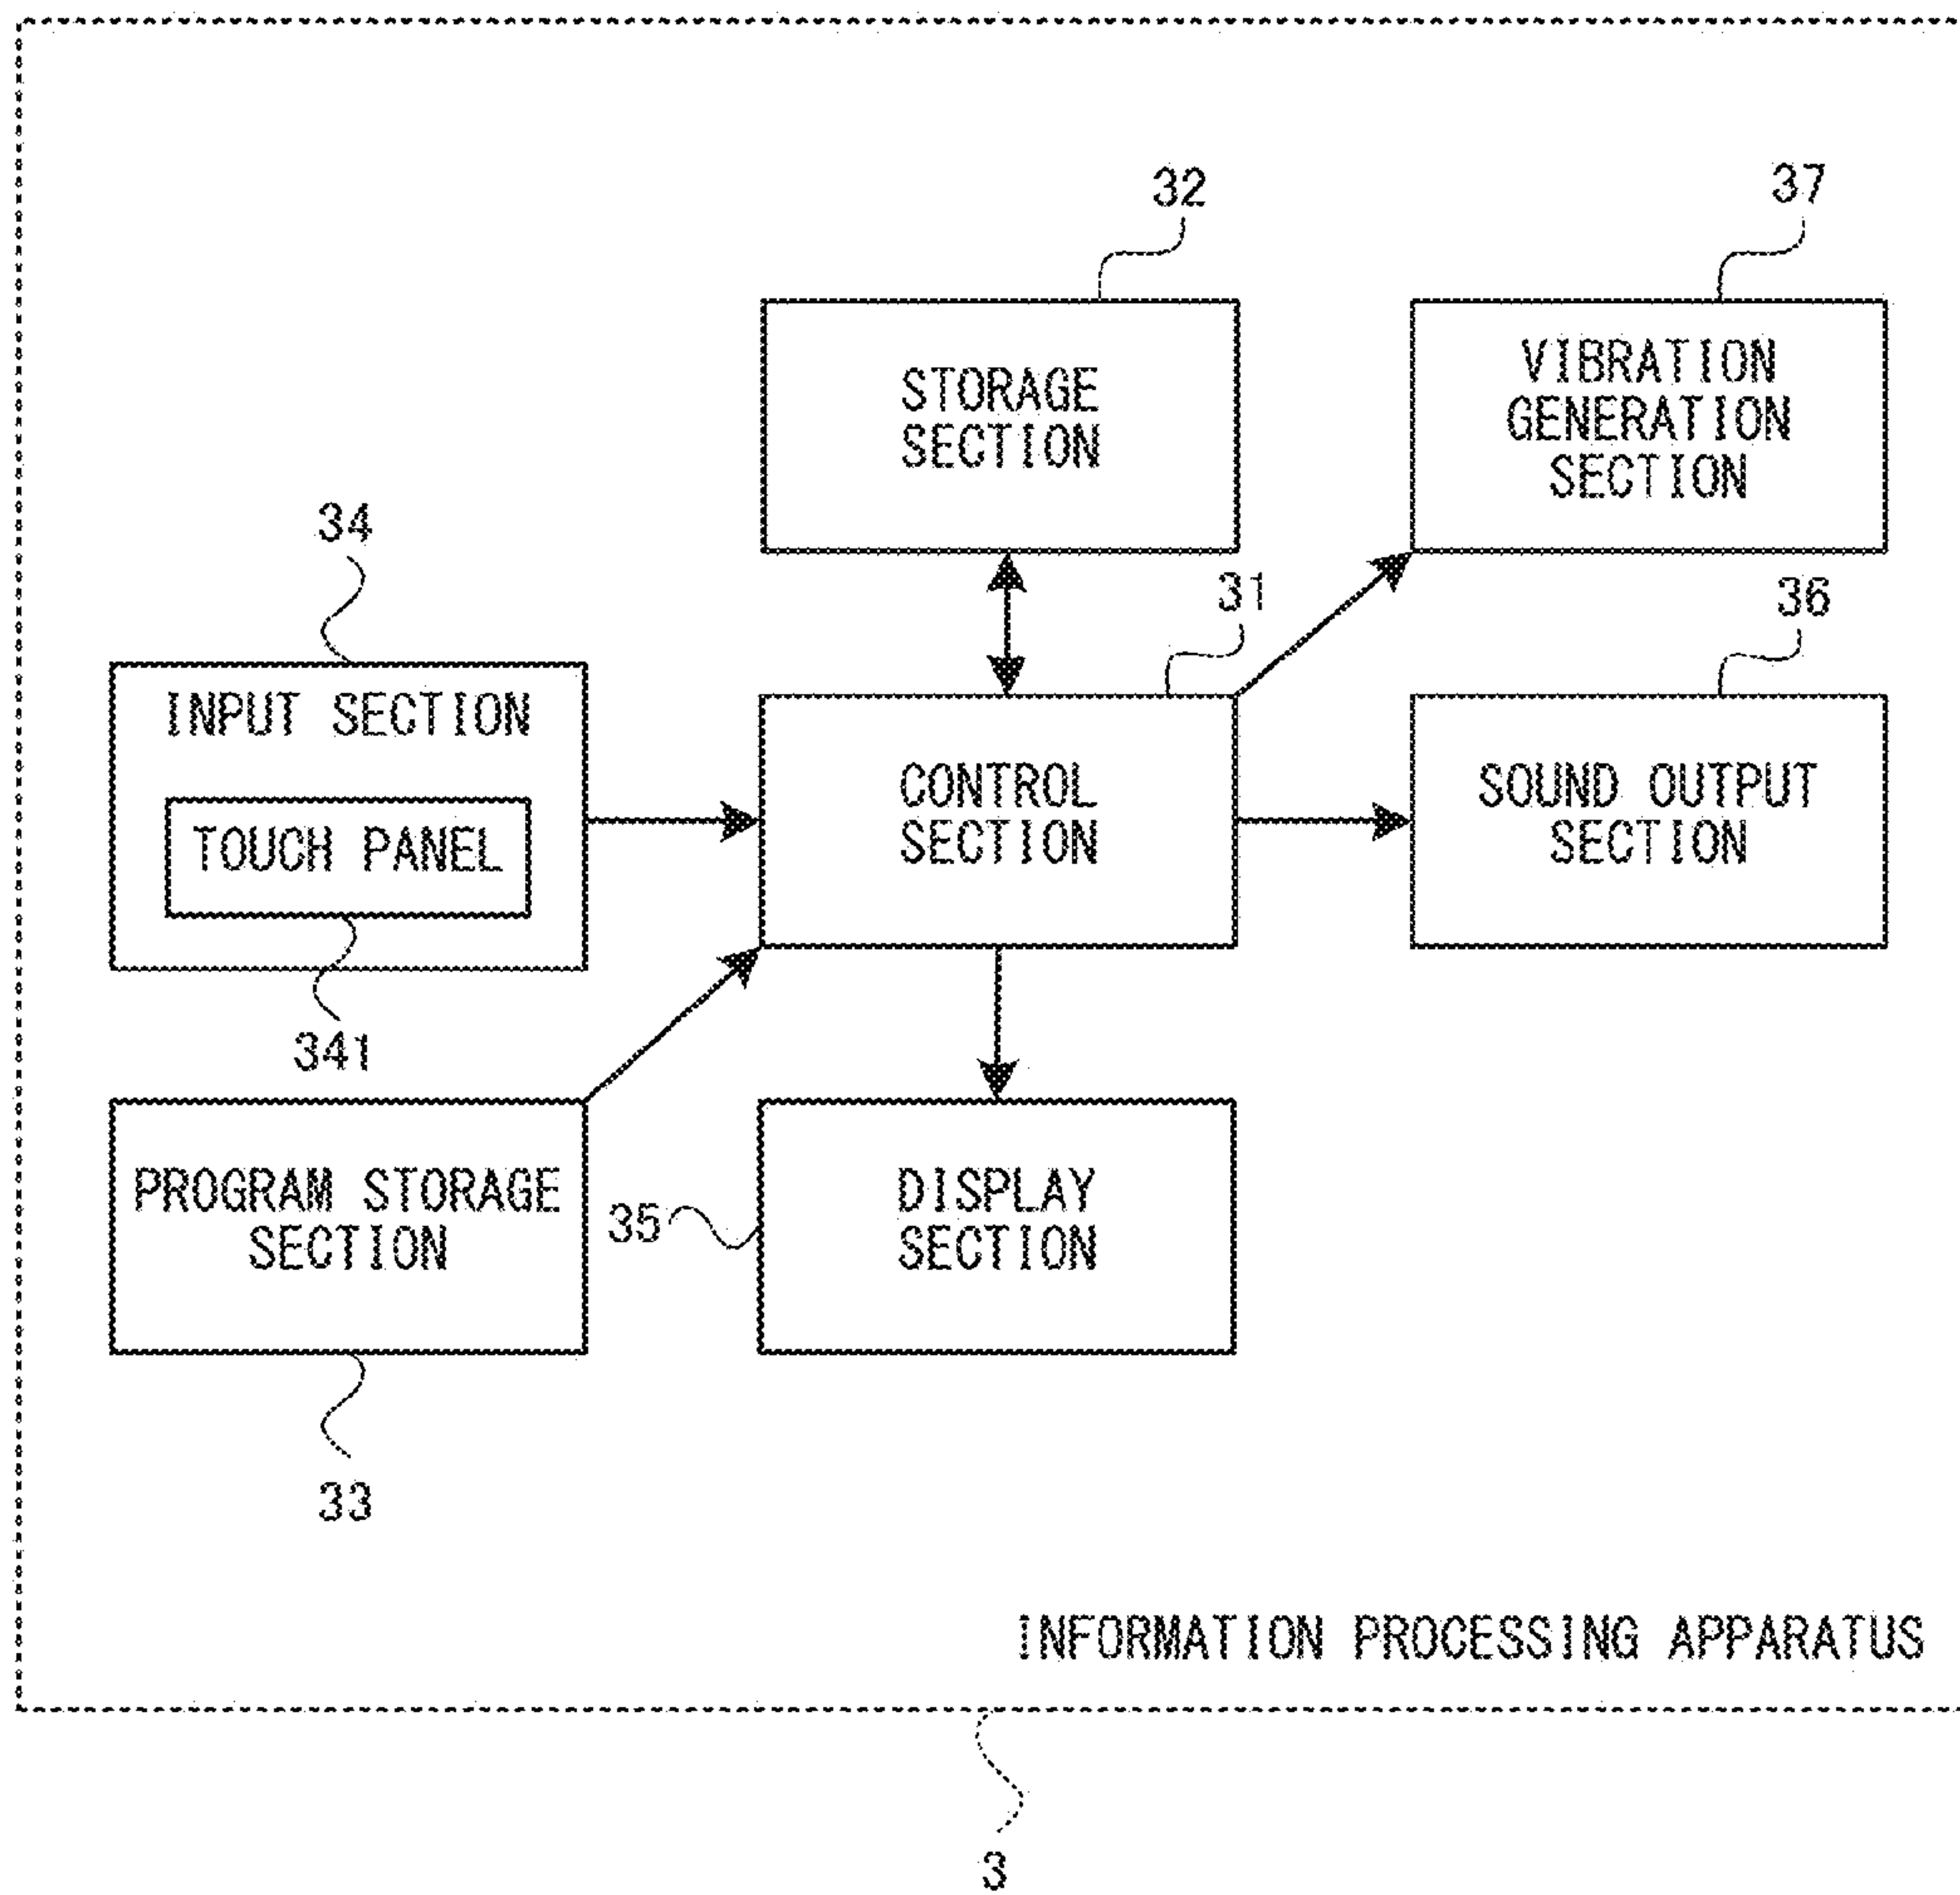 32
37
STORAGE
SECTION
VIBRATION
GENERATION
SECTION
34
31
36
INPUT SECTION
TOUCH PANEL
341
CONTROL
SECTION
SOUND OUTPUT
SECTION
PROGRAM STORAGE
SECTION
33
35
DISPLAY
SECTION
INFORMATION PROCESSING APPARATUS
3